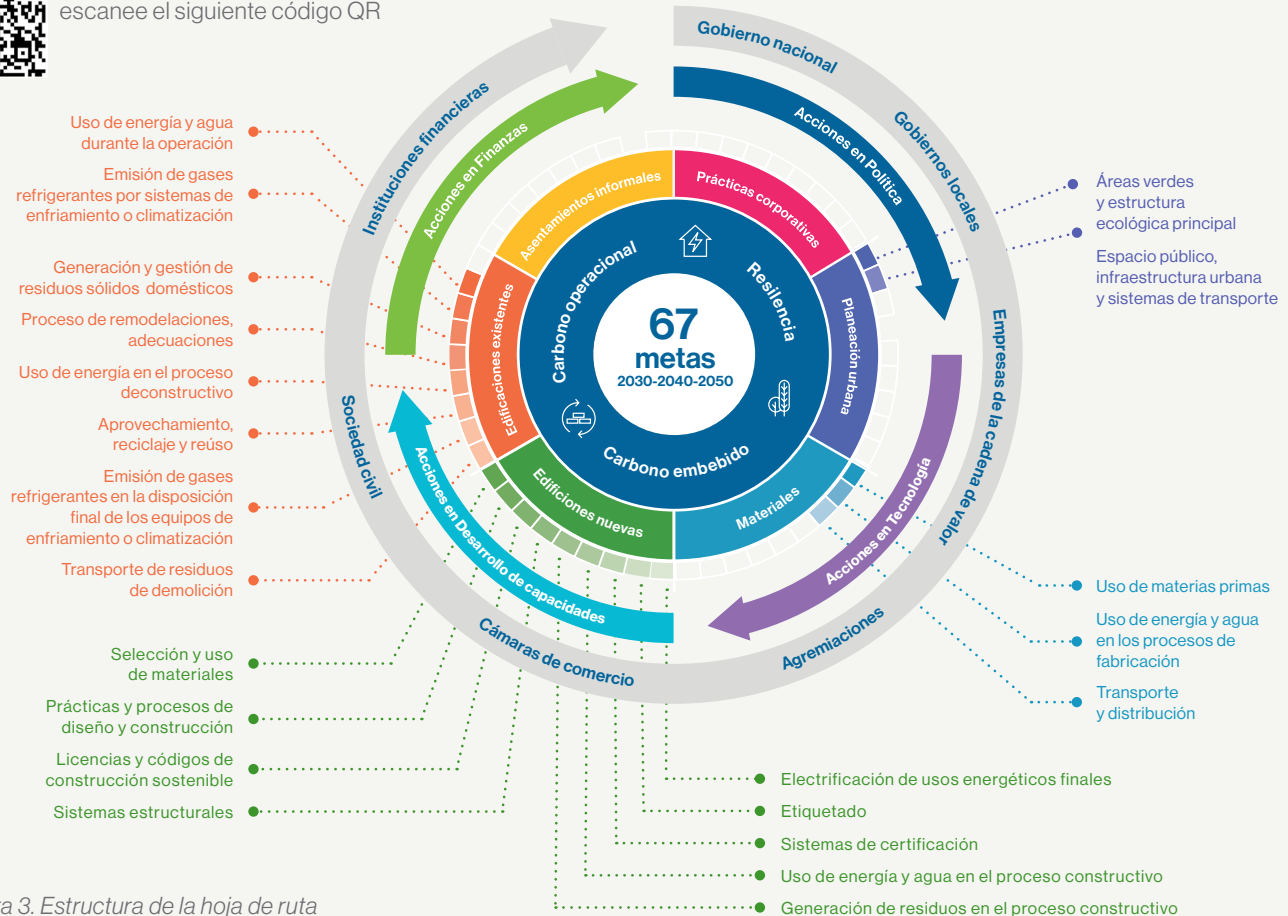 escanee el siguiente código QR
Gobierno nacional
Gobiernos locales
Empresas de la cadena de valor
Agremiaciones
Cámaras de comercio
Sociedad civil
Instituciones financieras
Acciones en Política
Acciones en Tecnología
Acciones en Desarrollo de capacidades
Acciones en Finanzas
Prácticas corporativas
Planeación urbana
Materiales
Edificiones nuevas
Edificaciones existentes
Asentamientos informales
Carbono operacional
Resilencia
Carbono embebido
67
metas
2030-2040-2050
Uso de energía y agua
durante la operación
Emisión de gases
refrigerantes por sistemas de
enfriamiento o climatización
Generación y gestión de
residuos sólidos domésticos
Proceso de remodelaciones,
adecuaciones
Uso de energía en el proceso
deconstructivo
Aprovechamiento,
reciclaje y reúso
Emisión de gases
refrigerantes en la disposición
final de los equipos de
enfriamiento o climatización
Transporte de residuos
de demolición
Selección y uso
de materiales
Prácticas y procesos de
diseño y construcción
Licencias y códigos de
construcción sostenible
Sistemas estructurales
Áreas verdes
y estructura
ecológica principal
Espacio público,
infraestructura urbana
y sistemas de transporte
Uso de materias primas
Uso de energía y agua
en los procesos de
fabricación
Transporte
y distribución
Electrificación de usos energéticos finales
Etiquetado
Sistemas de certificación
Uso de energía y agua en el proceso constructivo
Generación de residuos en el proceso constructivo
a 3. Estructura de la hoja de ruta